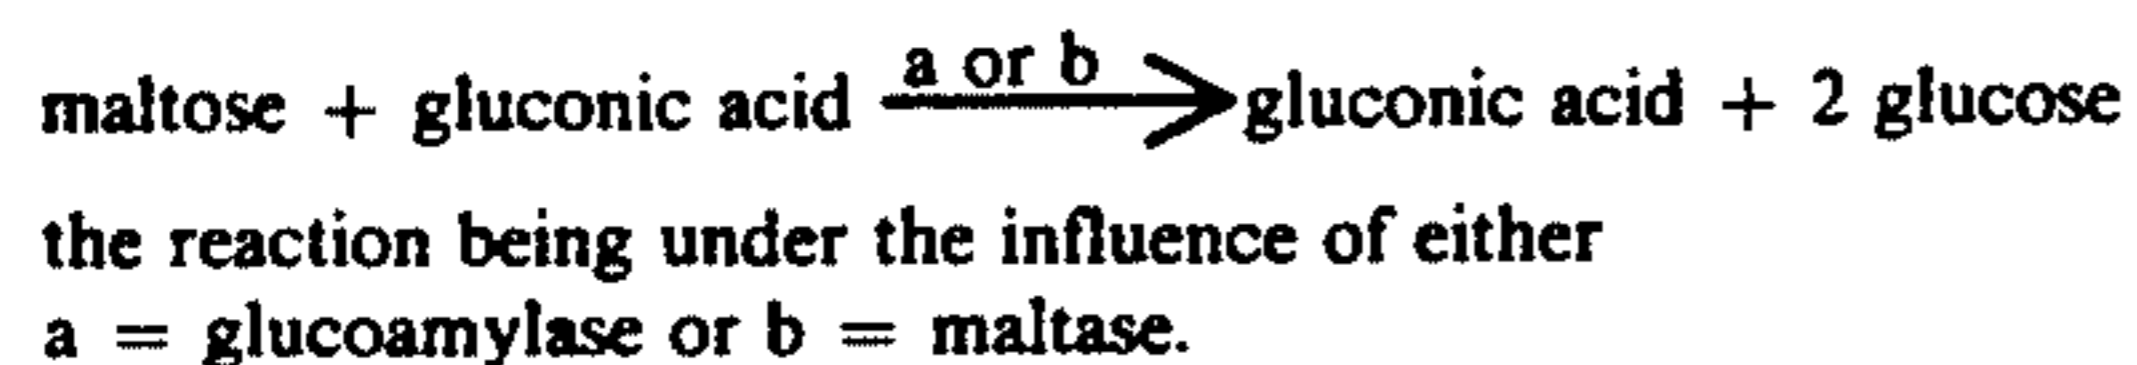 maltose + gluconic acid a or b → gluconic acid + 2 glucose
the reaction being under the influence of either
a = glucoamylase or b = maltase.